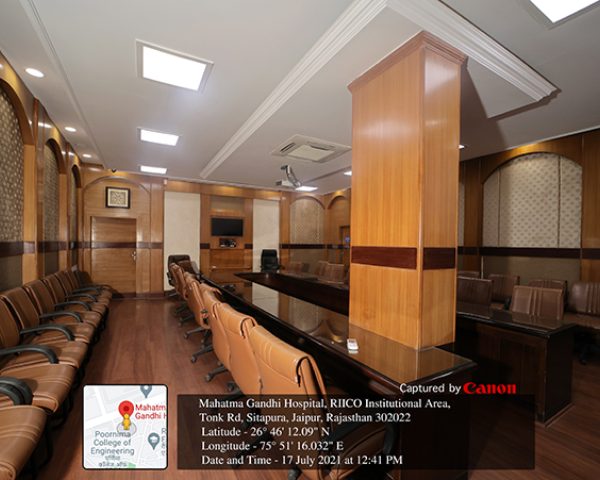 Captured by Canon
Mahatma Gandhi Hospital, RIICO Institutional Area,
Tonk Rd, Sitapura, Jaipur, Rajasthan 302022
Latitude - 26° 46' 12.09" N
Longitude - 75° 51' 16.032" E
Date and Time - 17 July 2021 at 12:41 PM
Mahatma
Gandhi H
Poornima
College of
Engineering